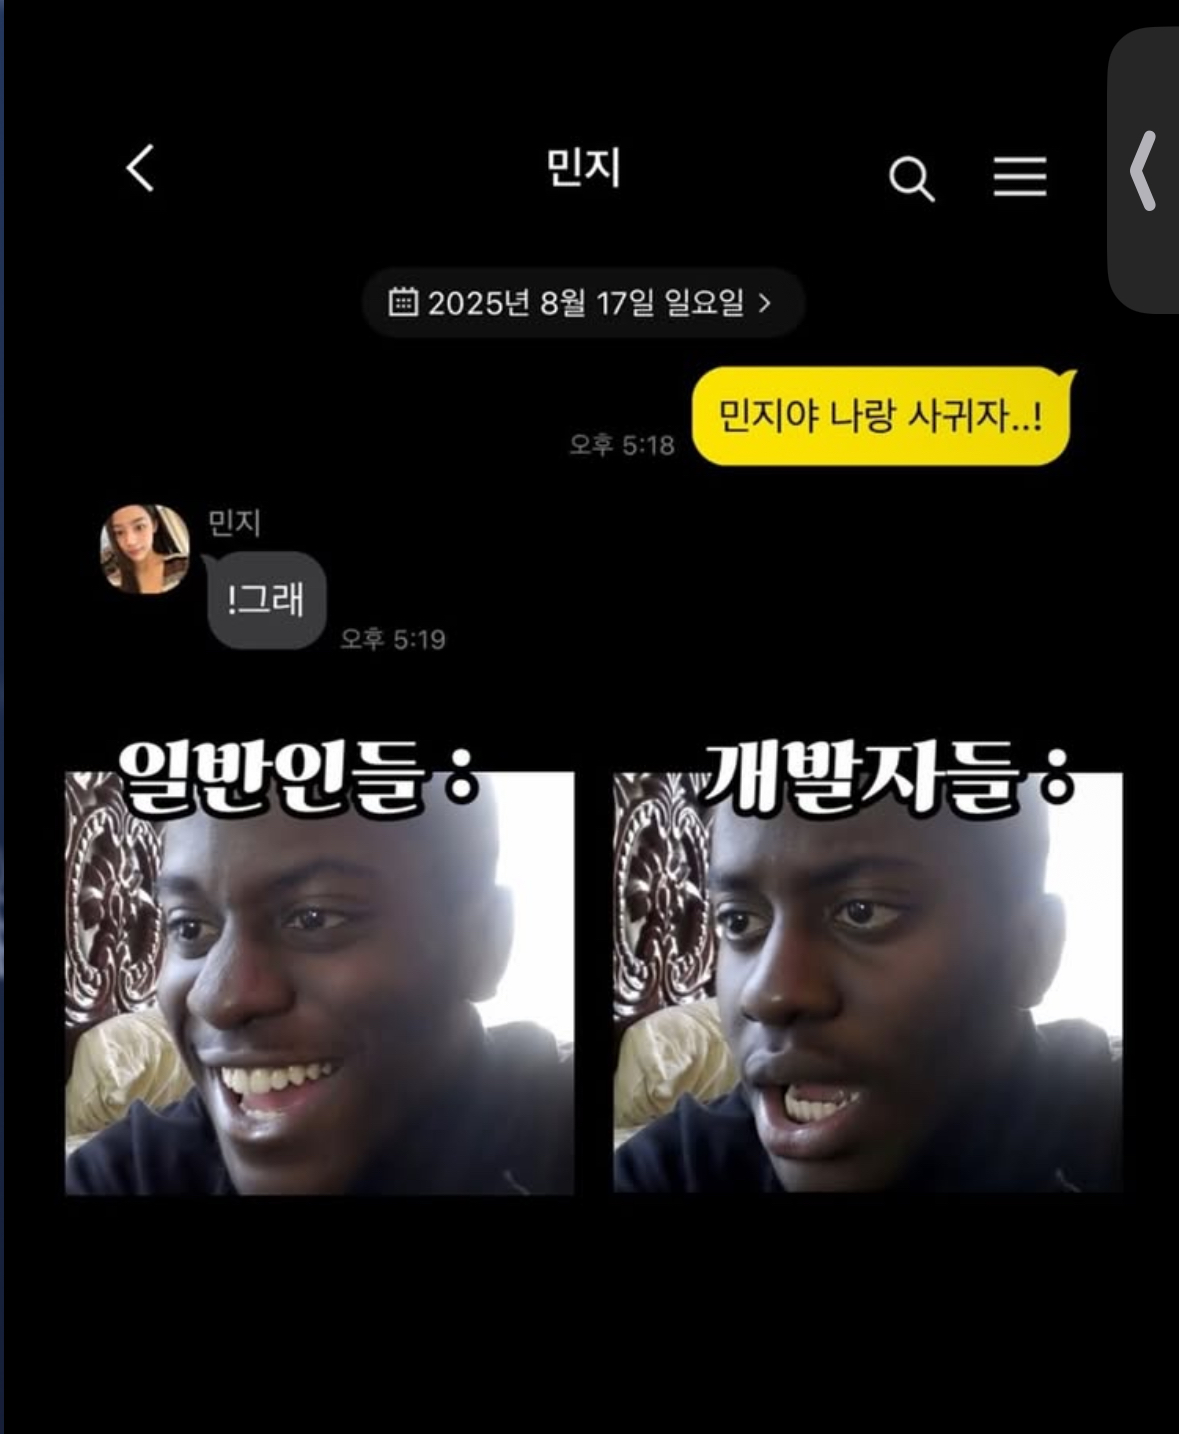 민지
2025년 8월 17일 일요일
민지야 나랑 사귀자..!
오후 5:18
민지
!그래
오후 5:19
일반인들 :
개발자들 :